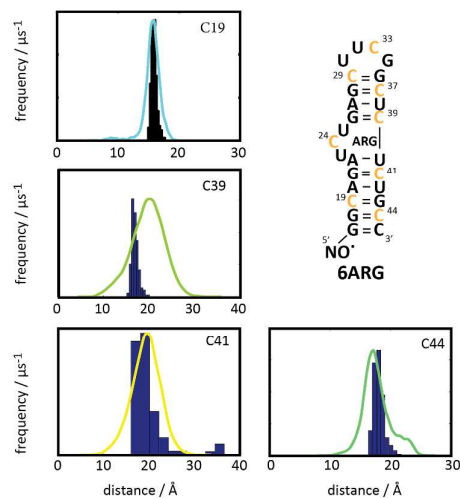 frequency / μs⁻¹
C19
0 10 20 30
frequency / μs⁻¹
C39
0 10 20 30 40
frequency / μs⁻¹
C41
0 10 20 30 40
distance / Å
C44
0 10 20 30
distance / Å
U C 33
U G
29 C = G
G = C 37
A = U
G = C 39
U
24 C ARG
U
A = U
G = C 41
A = U
19 C = G
G = C 44
G = C
5' 3'
NO•
6ARG